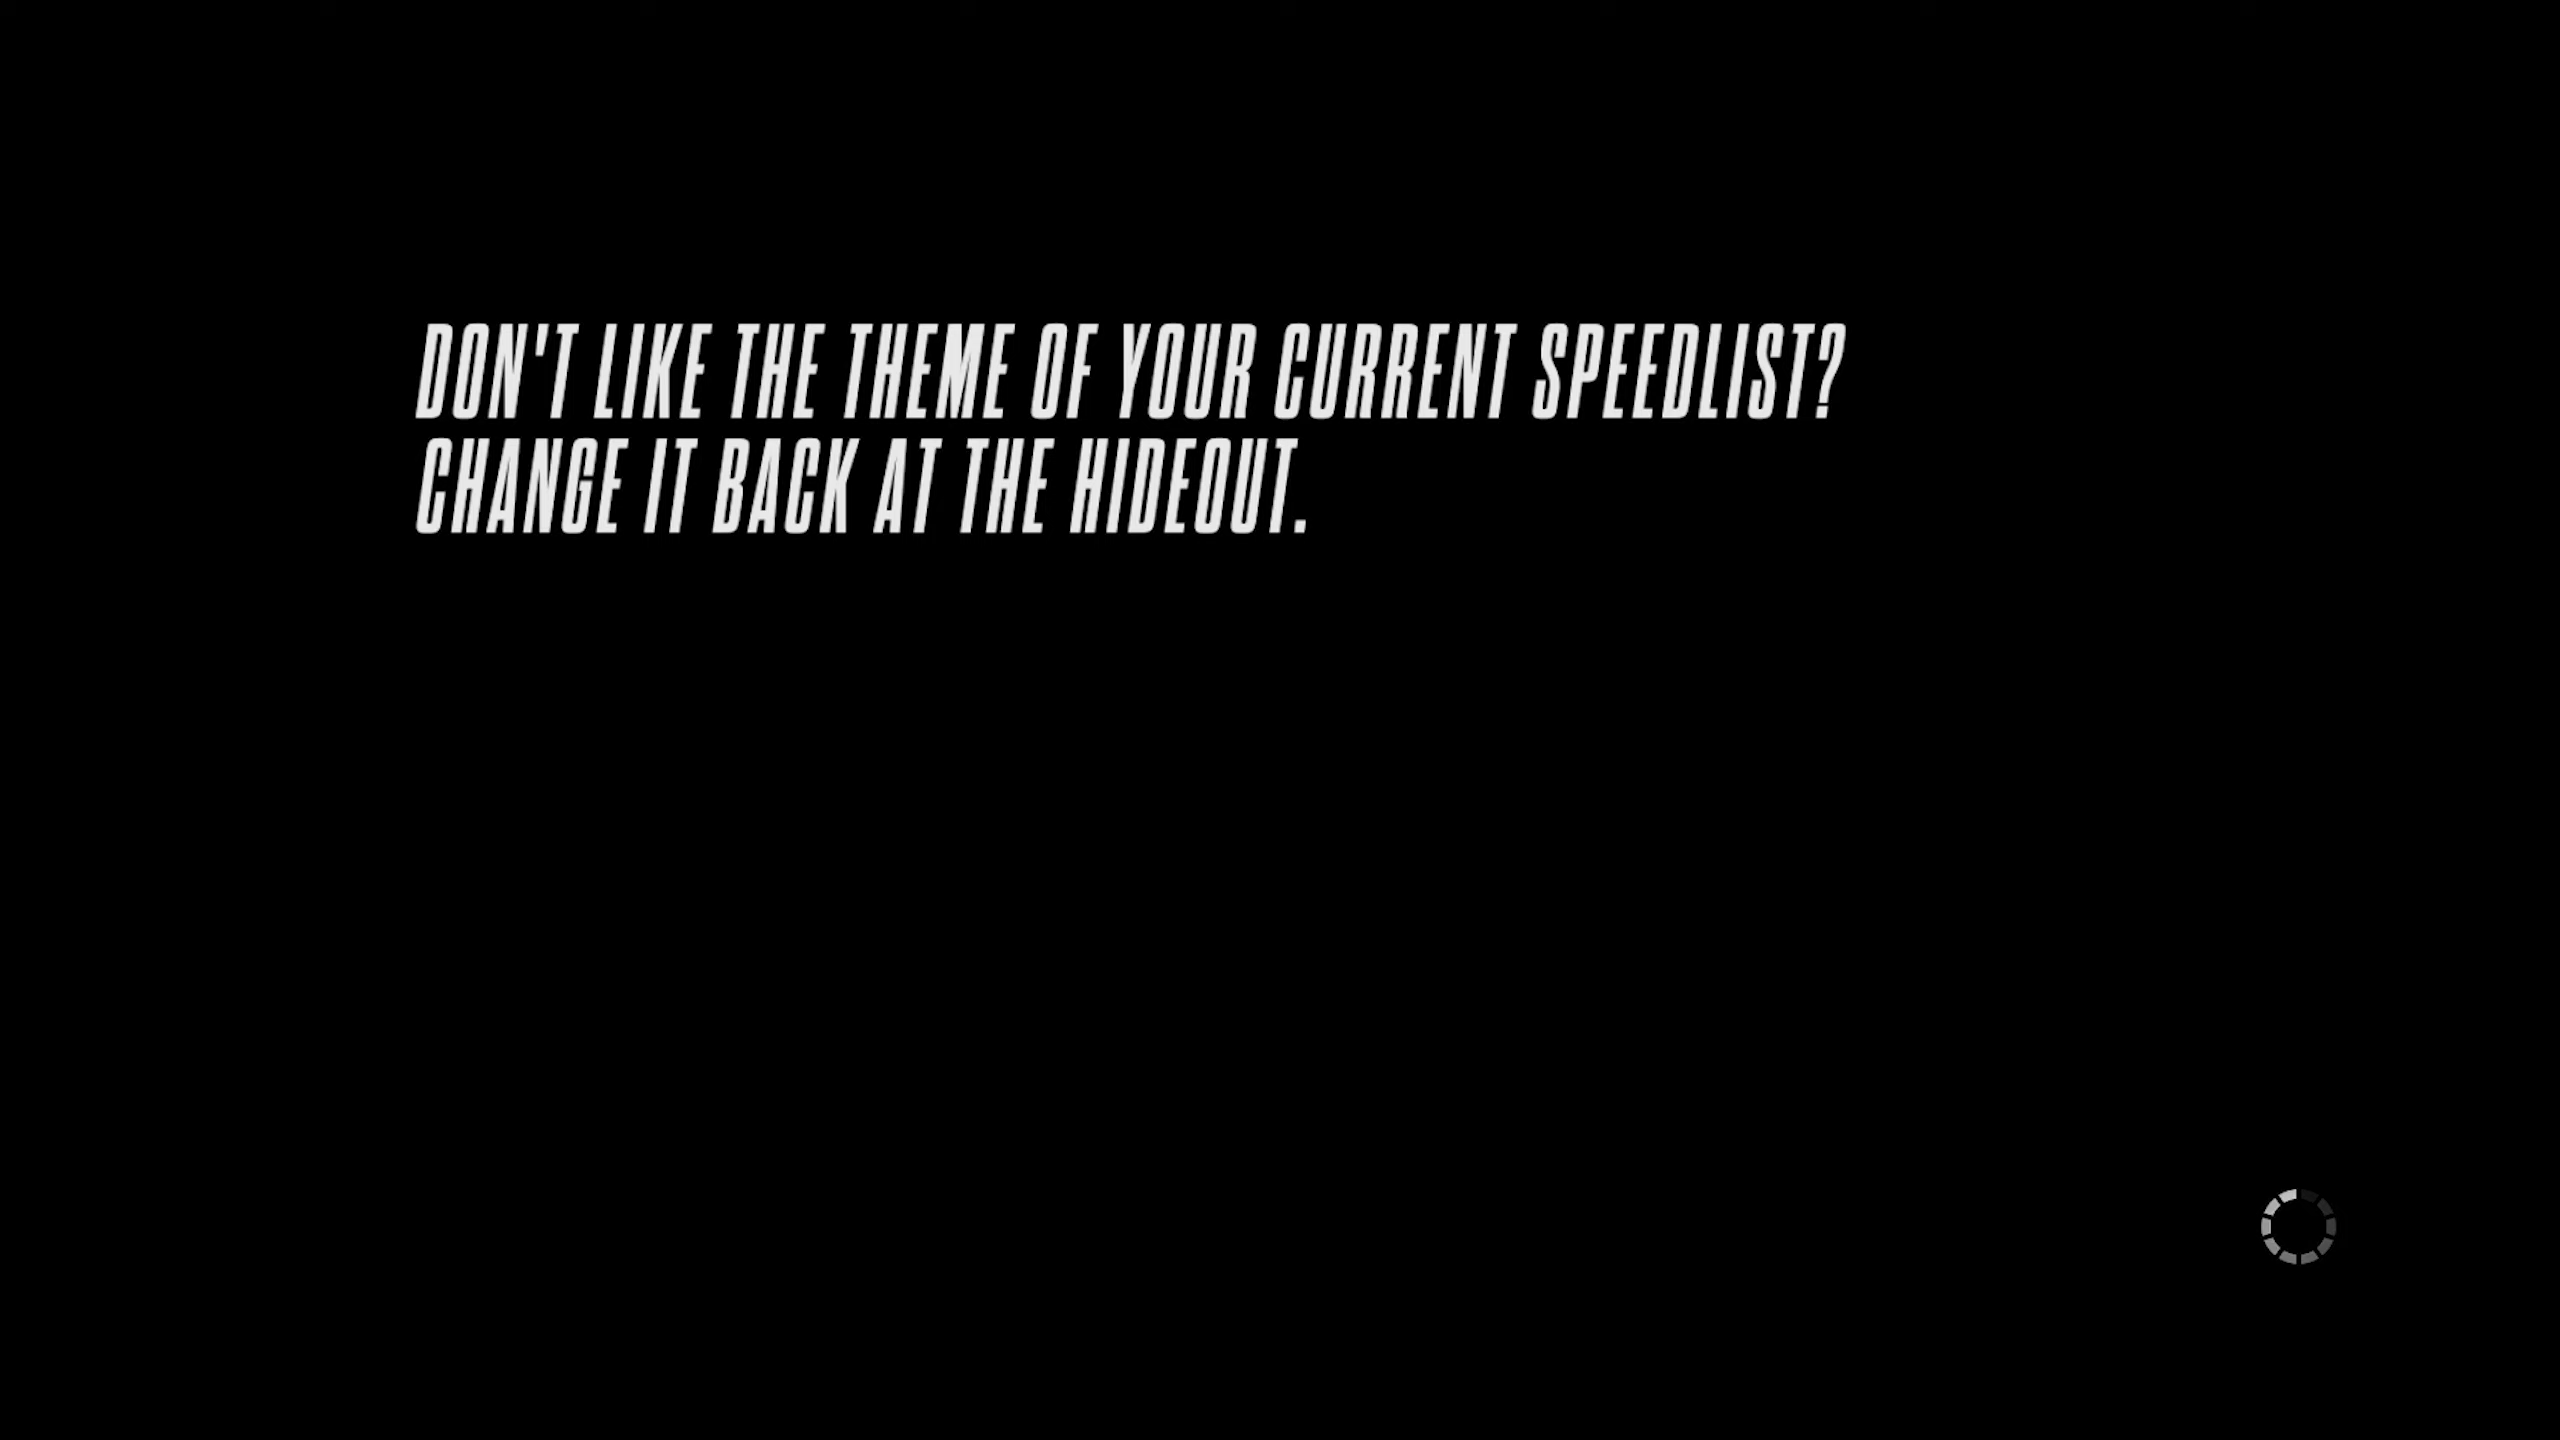 DON'T LIKE THE THEME OF YOUR CURRENT SPEEDLIST?
CHANGE IT BACK AT THE HIDEOUT.